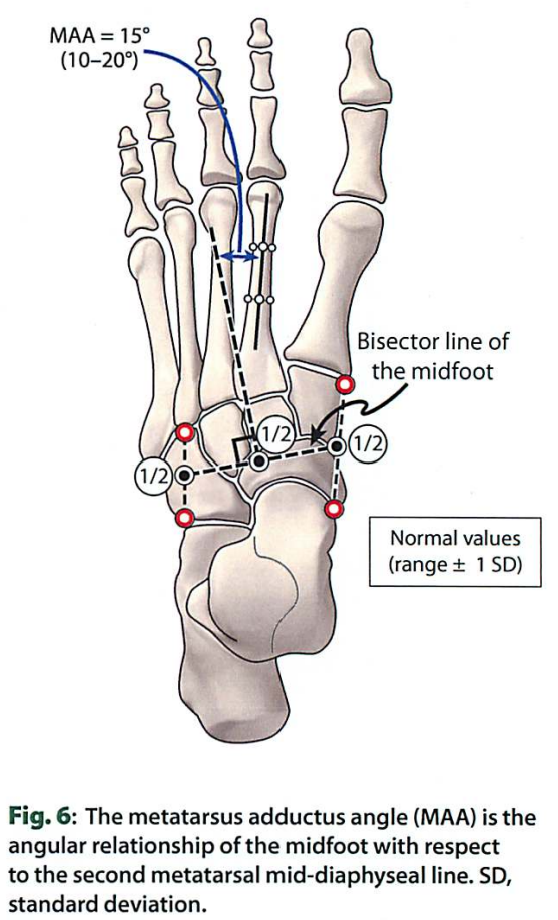 MAA = 15°
(10–20°)
Bisector line of
the midfoot
1/2
1/2
1/2
Normal values
(range ± 1 SD)
Fig. 6: The metatarsus adductus angle (MAA) is the
angular relationship of the midfoot with respect
to the second metatarsal mid-diaphyseal line. SD,
standard deviation.